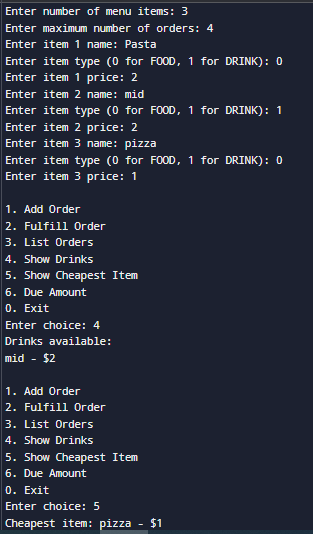 Enter number of menu items: 3
Enter maximum number of orders: 4
Enter item 1 name: Pasta
Enter item type (0 for FOOD, 1 for DRINK): 0
Enter item 1 price: 2
Enter item 2 name: mid
Enter item type (0 for FOOD, 1 for DRINK): 1
Enter item 2 price: 2
Enter item 3 name: pizza
Enter item type (0 for FOOD, 1 for DRINK): 0
Enter item 3 price: 1

1. Add Order
2. Fulfill Order
3. List Orders
4. Show Drinks
5. Show Cheapest Item
6. Due Amount
0. Exit
Enter choice: 4
Drinks available:
mid - $2

1. Add Order
2. Fulfill Order
3. List Orders
4. Show Drinks
5. Show Cheapest Item
6. Due Amount
0. Exit
Enter choice: 5
Cheapest item: pizza - $1